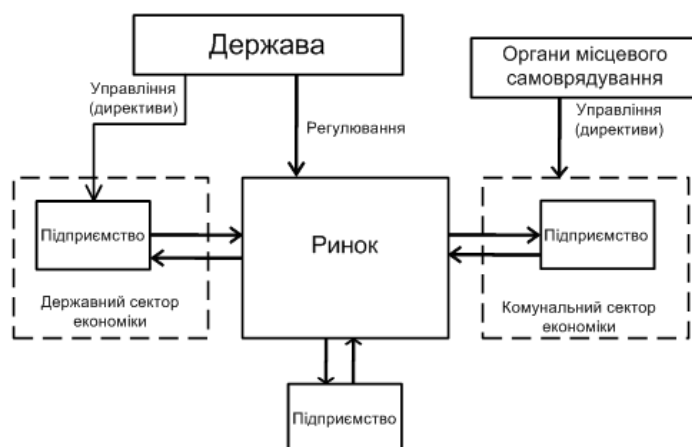 Держава
Органи місцевого
самоврядування
Управління
(директиви)
Регулювання
Управління
(директиви)
Підприємство
Ринок
Підприємство
Державний сектор
економіки
Комунальний сектор
економіки
Підприємство